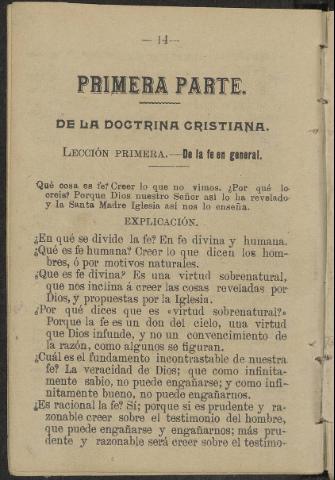 — 14 —
PRIMERA PARTE.
DE LA DOCTRINA CRISTIANA.
LECCIÓN PRIMERA.—De la fe en general.
Qué cosa es fe? Creer lo que no vimos. ¿Por qué lo
creis? Porque Dios nuestro Señor asi lo ha revelado
y la Santa Madre Iglesia asi nos lo enseña.
EXPLICACIÓN.
¿En qué se divide la fe? En fe divina y humana.
¿Qué es fe humana? Creer lo que dicen los hom-
bres, ó por motivos naturales.
¿Que es fe divina? Es una virtud sobrenatural,
que nos inclina á creer las cosas reveladas por
Dios, y propuestas por la Iglesia.
¿Por qué dices que es «virtud sobrenatural?»
Porque la fe es un don del cielo, una virtud
que Dios infunde, y no un convencimiento de
la razón, como algunos se figuran.
¿Cuál es el fundamento incontrastable de nuestra
fe? La veracidad de Dios; que como infinita-
mente sabio, no puede engañarse; y como infi-
nitamente bueno, no puede engañarnos.
¿Es racional la fe? Sí; porque si es prudente y ra-
zonable creer sobre el testimonio del hombre,
que puede engañarse y engañarnos; más pru-
dente y razonable será creer sobre el testimo-